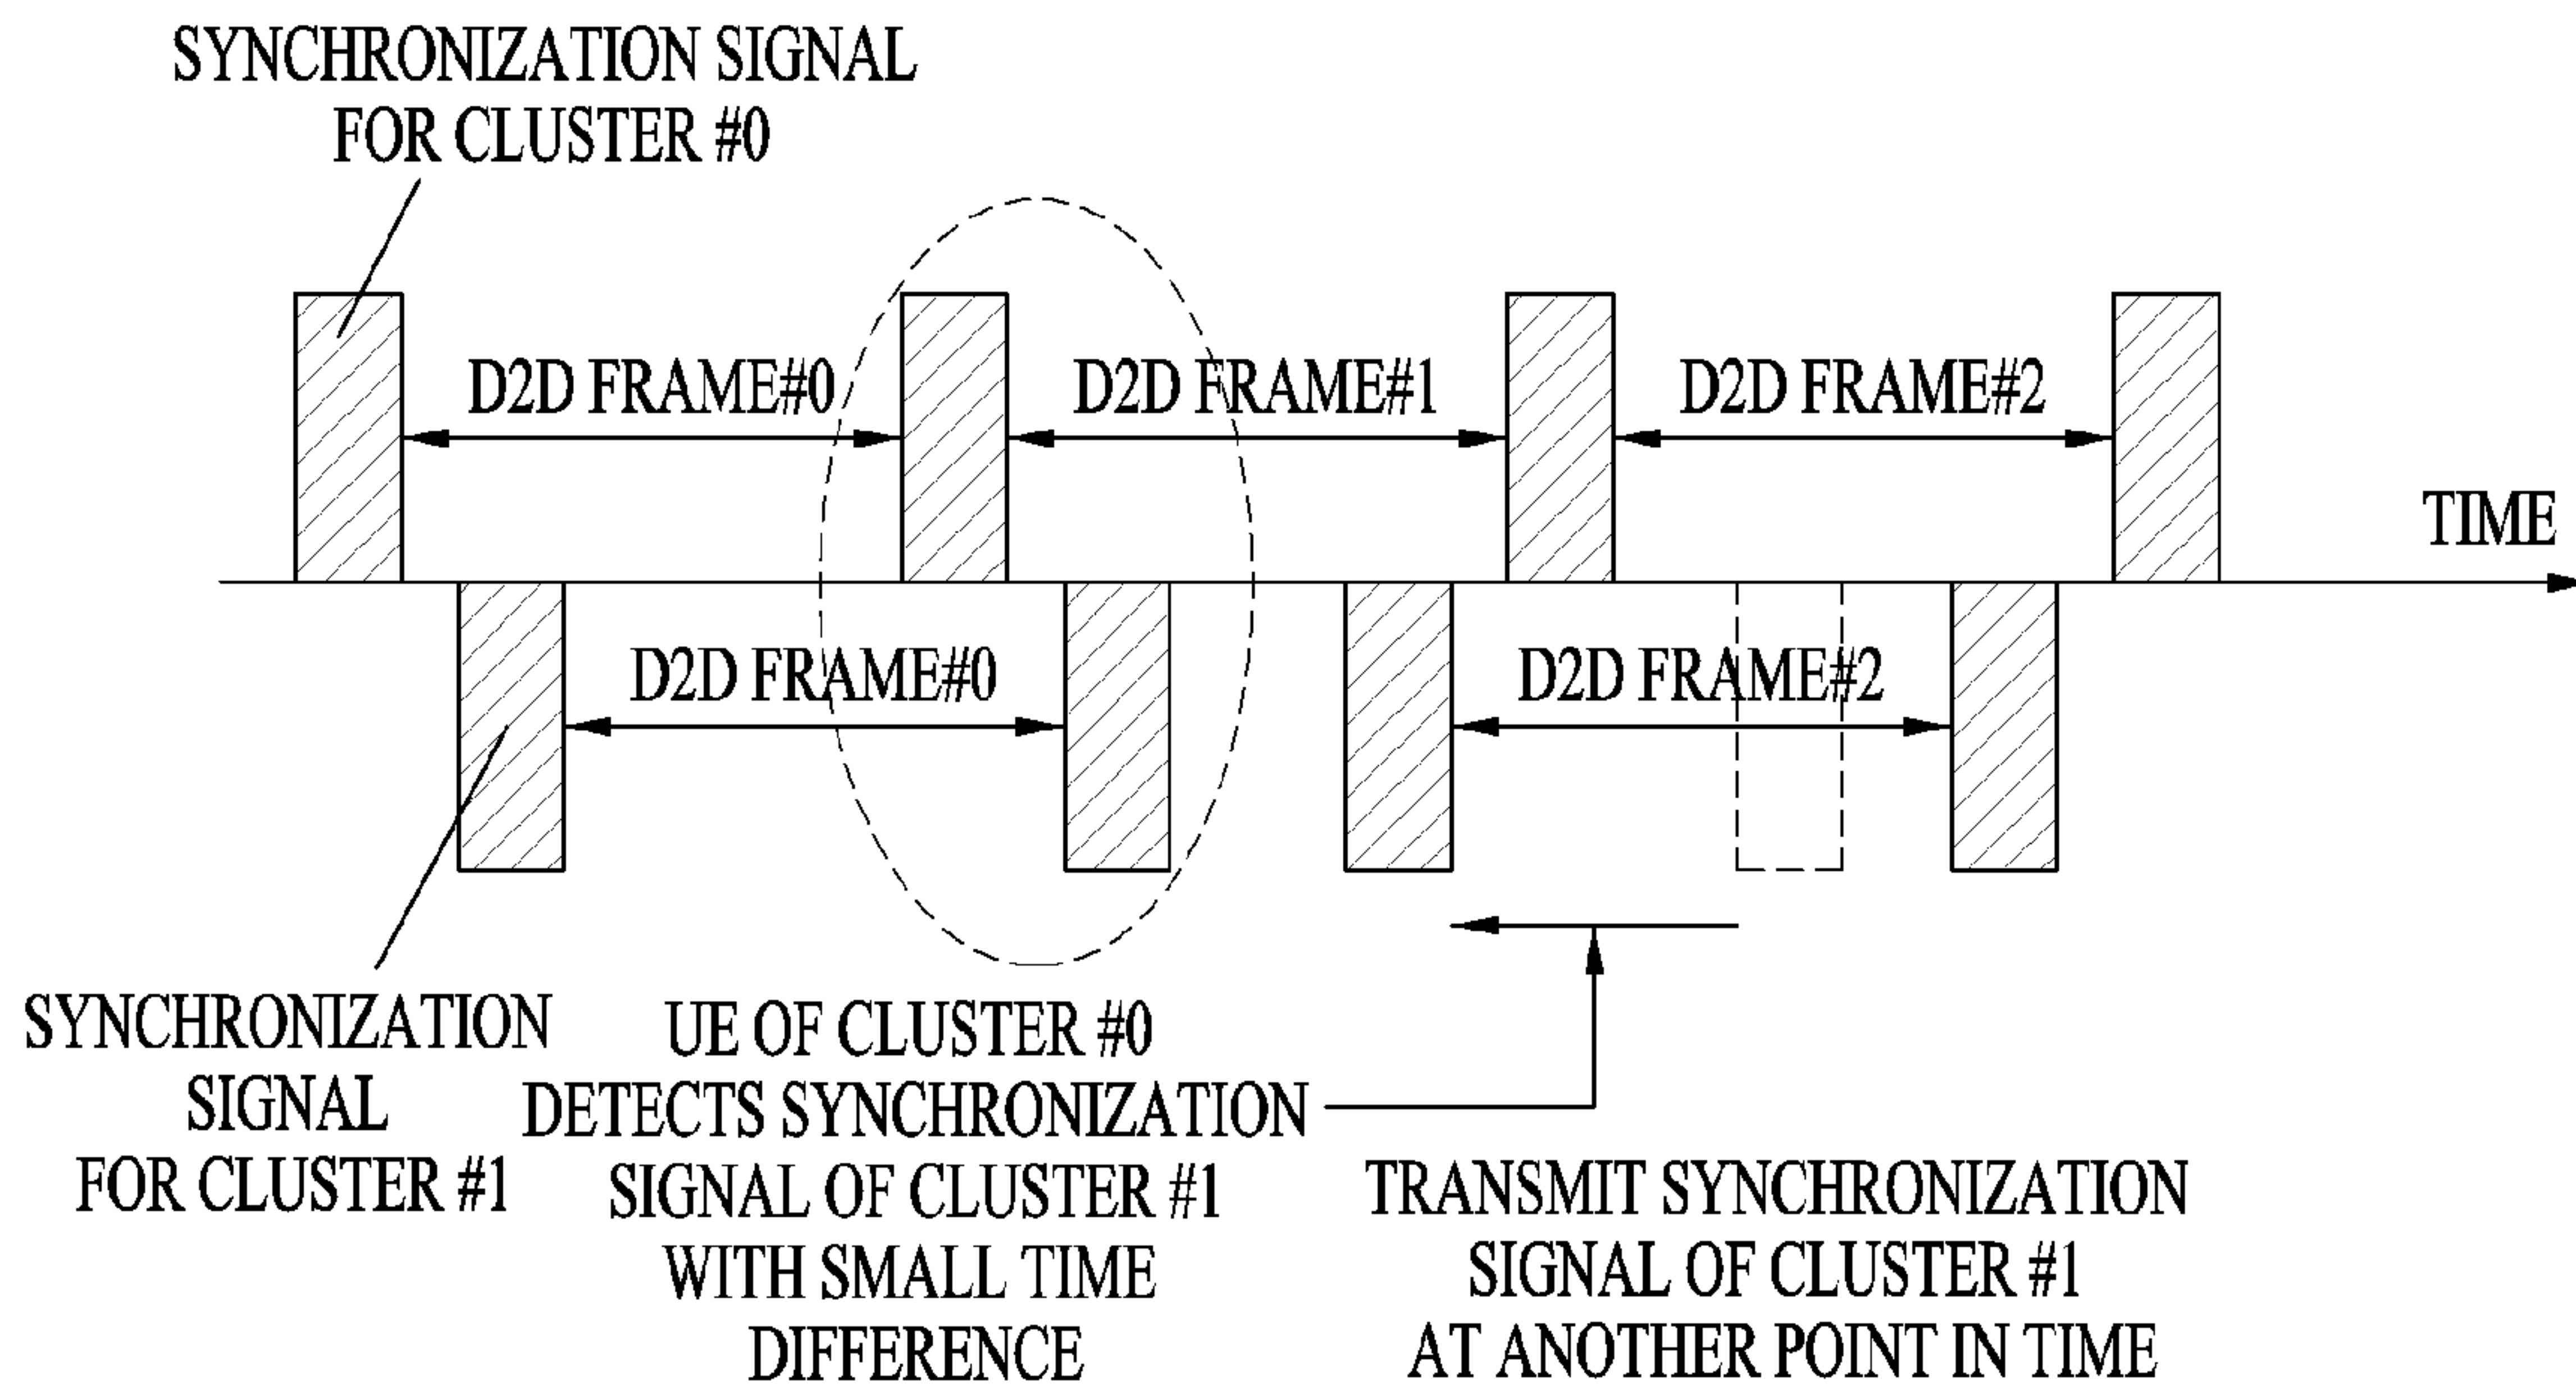 SYNCHRONIZATION SIGNAL
FOR CLUSTER #0
D2D FRAME#0
D2D FRAME#1
D2D FRAME#2
TIME
D2D FRAME#0
D2D FRAME#2
SYNCHRONIZATION
SIGNAL
FOR CLUSTER #1
UE OF CLUSTER #0
DETECTS SYNCHRONIZATION
SIGNAL OF CLUSTER #1
WITH SMALL TIME
DIFFERENCE
TRANSMIT SYNCHRONIZATION
SIGNAL OF CLUSTER #1
AT ANOTHER POINT IN TIME